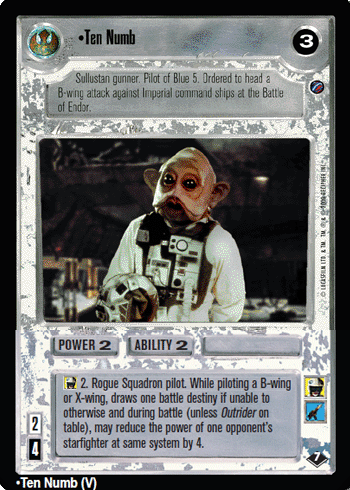 •Ten Numb
3
Sullustan gunner. Pilot of Blue 5. Ordered to head a
B-wing attack against Imperial command ships at the Battle
of Endor.
POWER 2 ABILITY 2
2. Rogue Squadron pilot. While piloting a B-wing
or X-wing, draws one battle destiny if unable to
otherwise and during battle (unless Outrider on
table), may reduce the power of one opponent's
starfighter at same system by 4.
2
4
7
•Ten Numb (V)